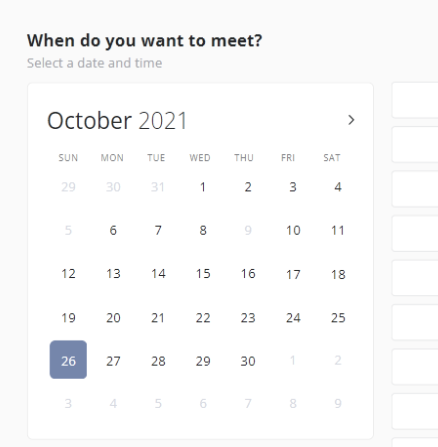 When do you want to meet?
Select a date and time
October 2021
SUN MON TUE WED THU FRI SAT
29 30 31 1 2 3 4
5 6 7 8 9 10 11
12 13 14 15 16 17 18
19 20 21 22 23 24 25
26 27 28 29 30 1 2
3 4 5 6 7 8 9